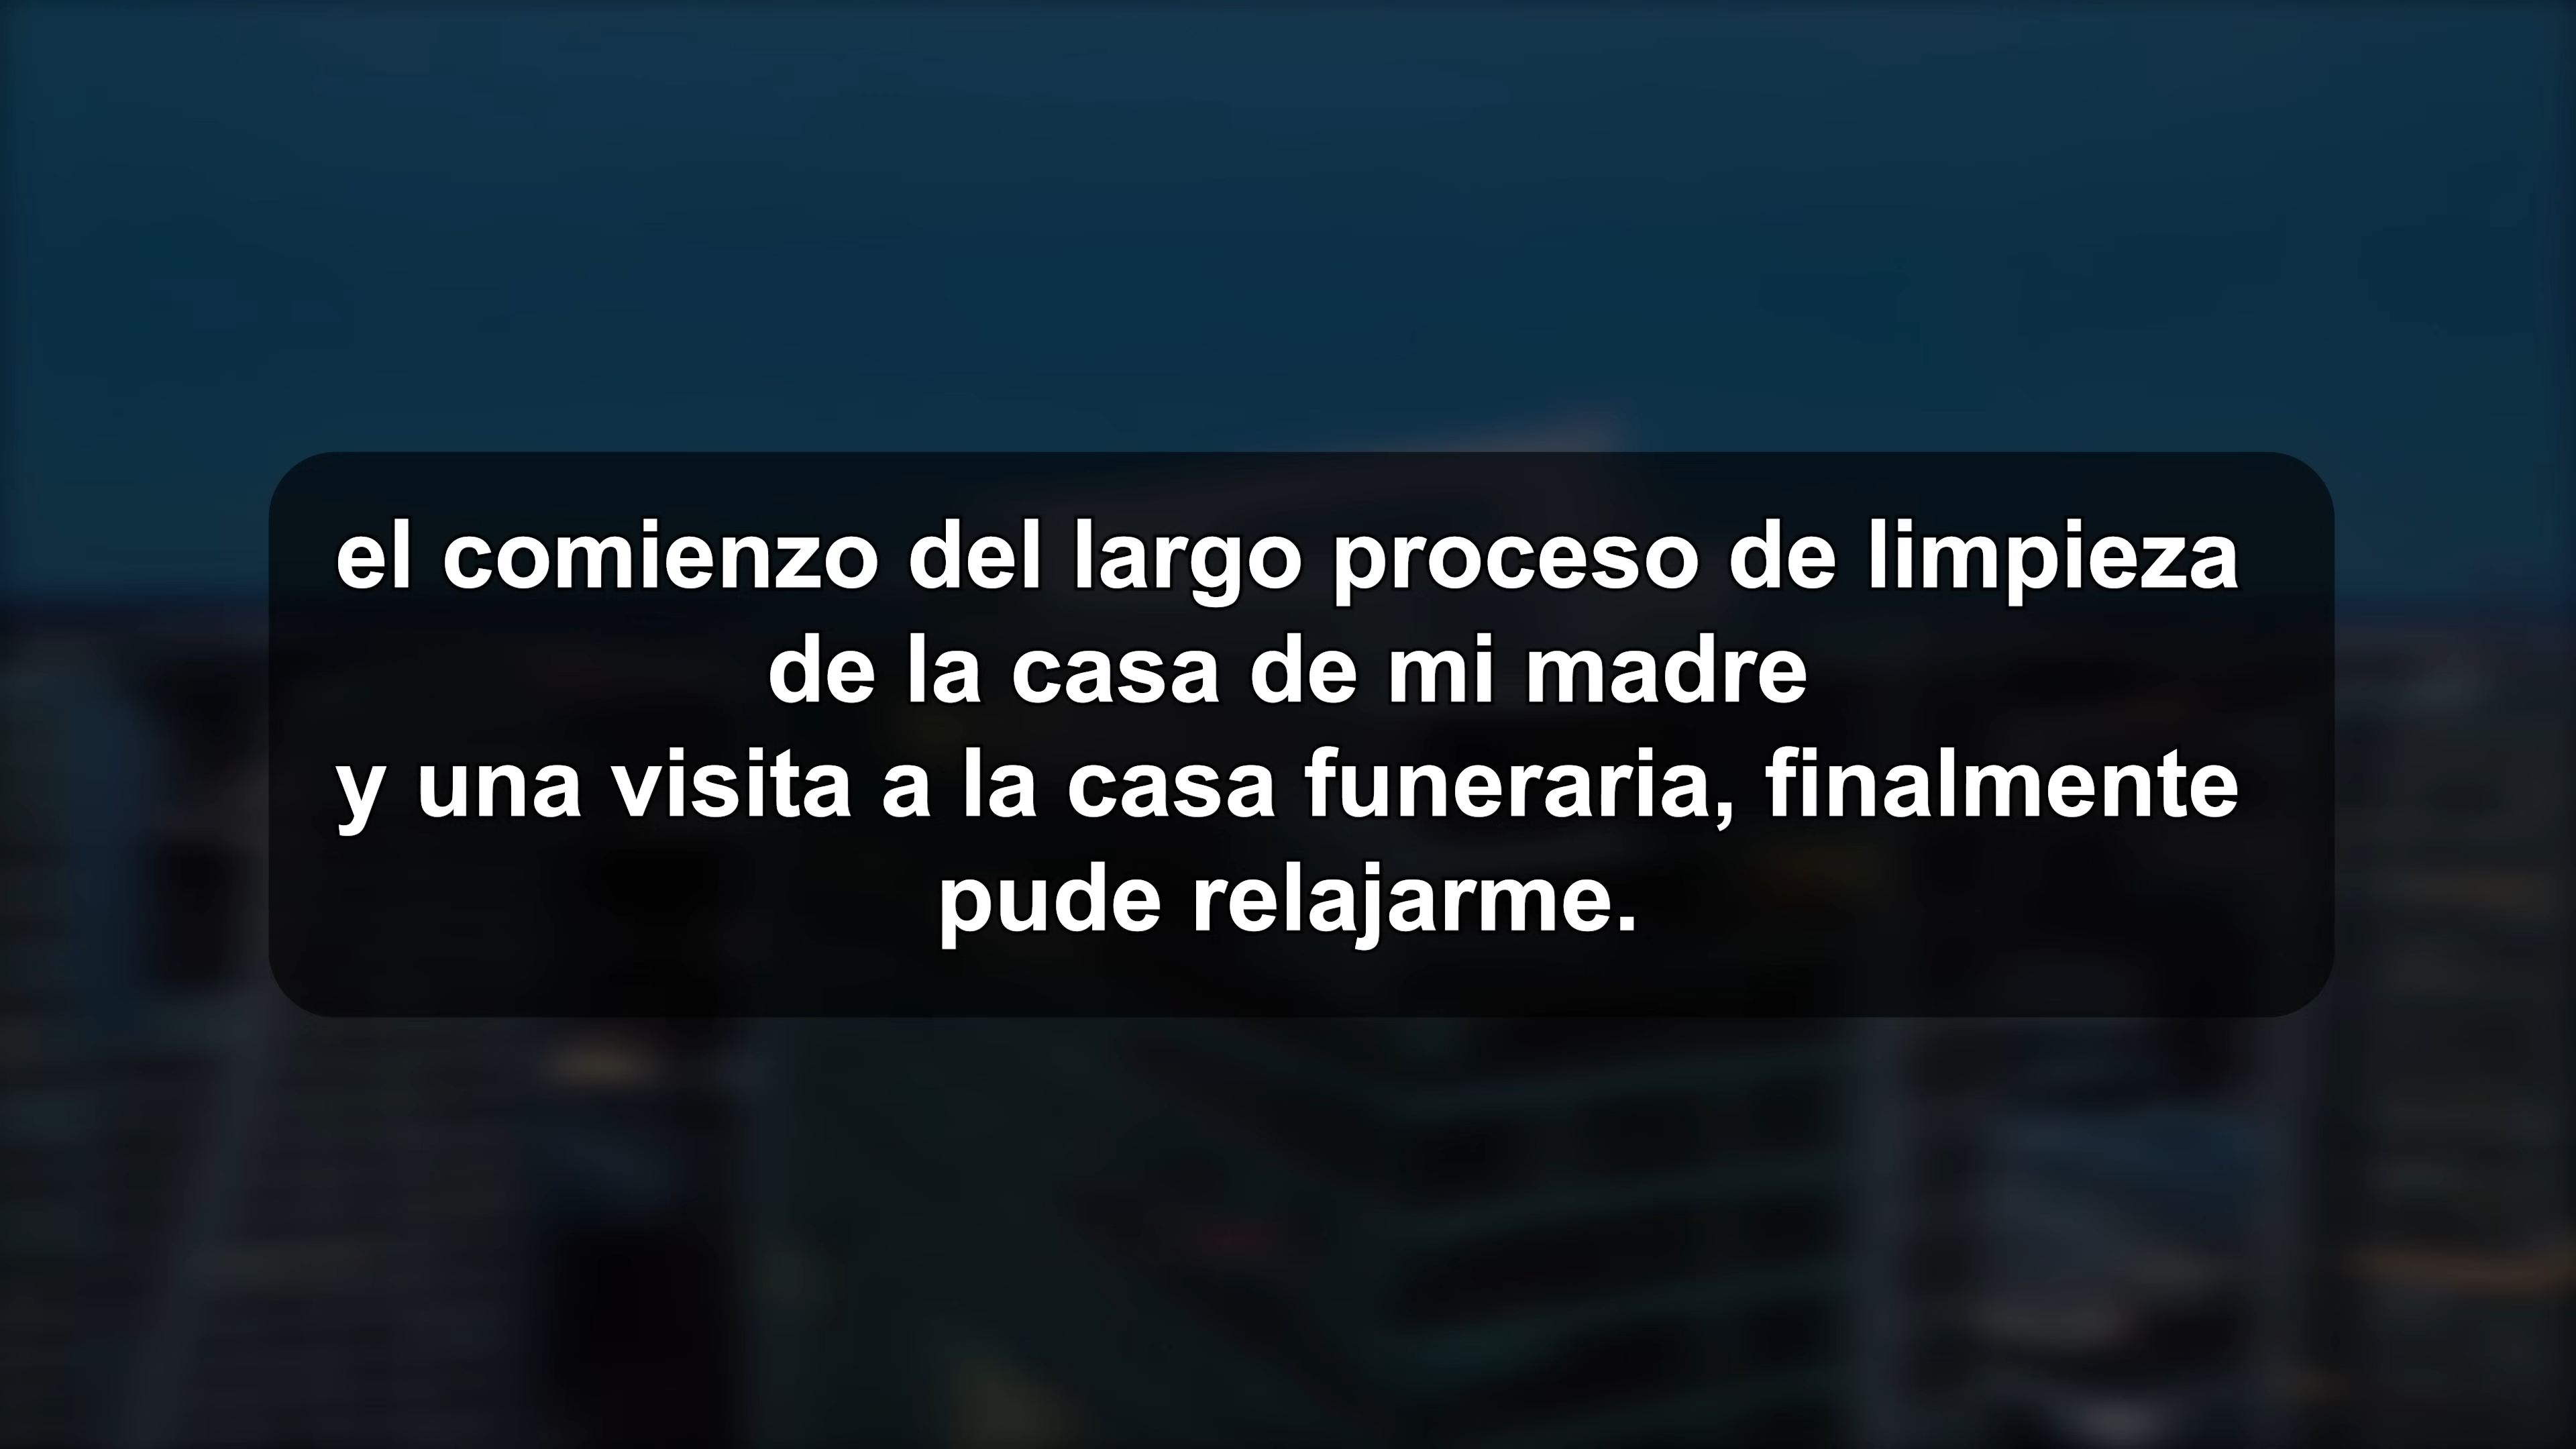 el comienzo del largo proceso de limpieza
de la casa de mi madre
y una visita a la casa funeraria, finalmente
pude relajarme.